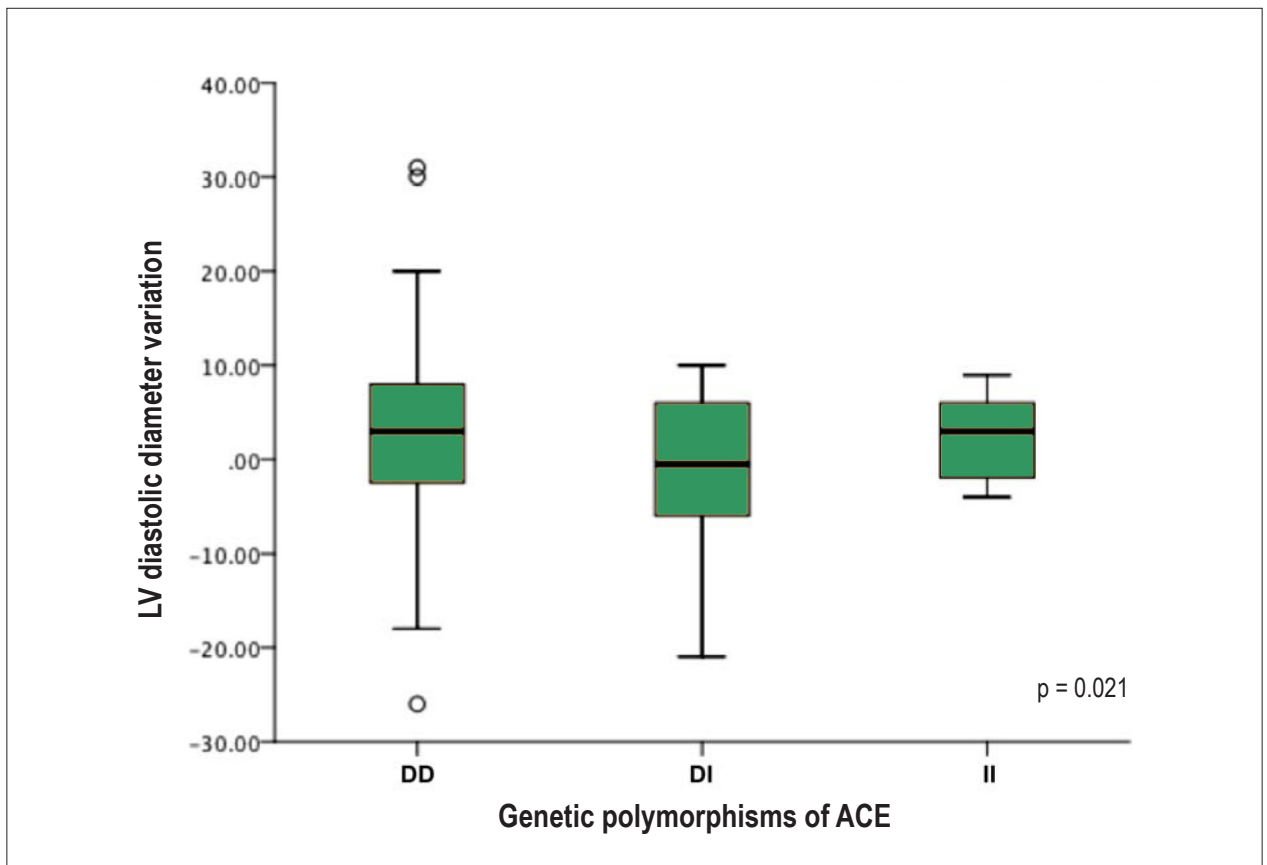 LV diastolic diameter variation
40.00
30.00
20.00
10.00
.00
-10.00
-20.00
-30.00
p = 0.021
DD DI II
Genetic polymorphisms of ACE